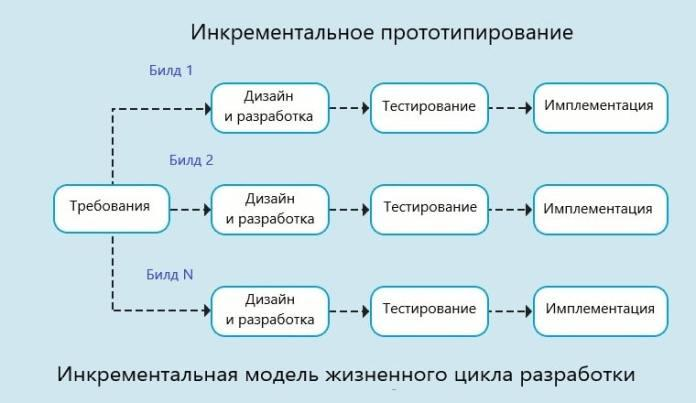 Инкрементальное прототипирование
Билд 1
Дизайн
и разработка
Тестирование
Имплементация
Билд 2
Требования
Дизайн
и разработка
Тестирование
Имплементация
Билд N
Дизайн
и разработка
Тестирование
Имплементация
Инкрементальная модель жизненного цикла разработки